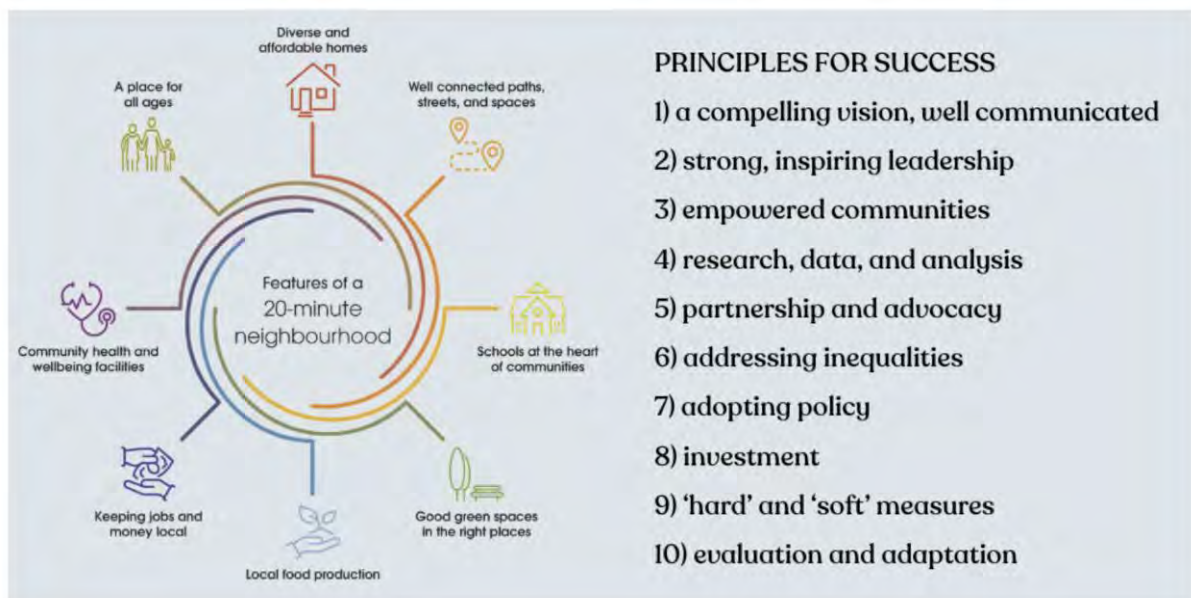 Diverse and
affordable homes
A place for
all ages
Well connected paths,
streets, and spaces
Features of a
20-minute
neighbourhood
Community health and
wellbeing facilities
Schools at the heart
of communities
Keeping jobs and
money local
Good green spaces
in the right places
Local food production
PRINCIPLES FOR SUCCESS
1) a compelling vision, well communicated
2) strong, inspiring leadership
3) empowered communities
4) research, data, and analysis
5) partnership and advocacy
6) addressing inequalities
7) adopting policy
8) investment
9) ‘hard’ and ‘soft’ measures
10) evaluation and adaptation